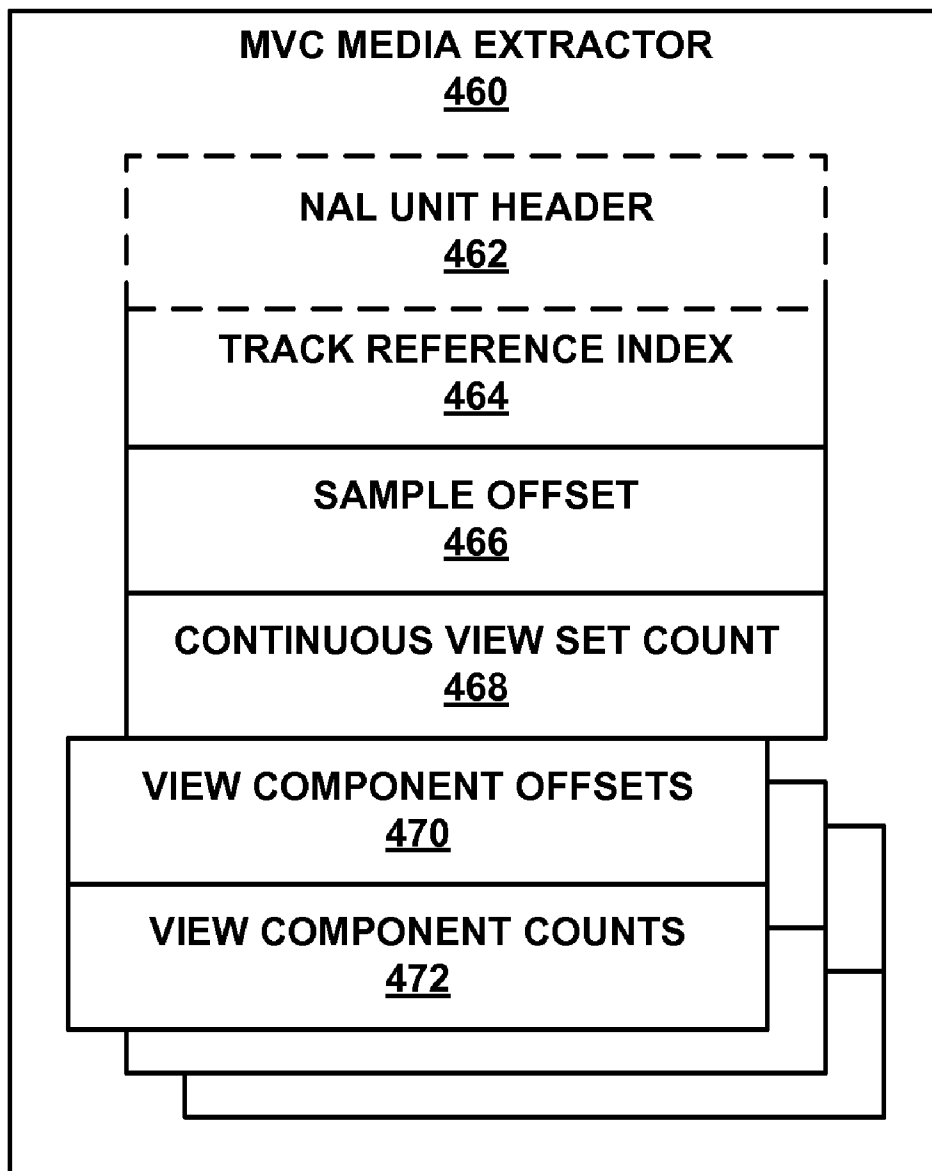 MVC MEDIA EXTRACTOR
460
NAL UNIT HEADER
462
TRACK REFERENCE INDEX
464
SAMPLE OFFSET
466
CONTINUOUS VIEW SET COUNT
468
VIEW COMPONENT OFFSETS
470
VIEW COMPONENT COUNTS
472